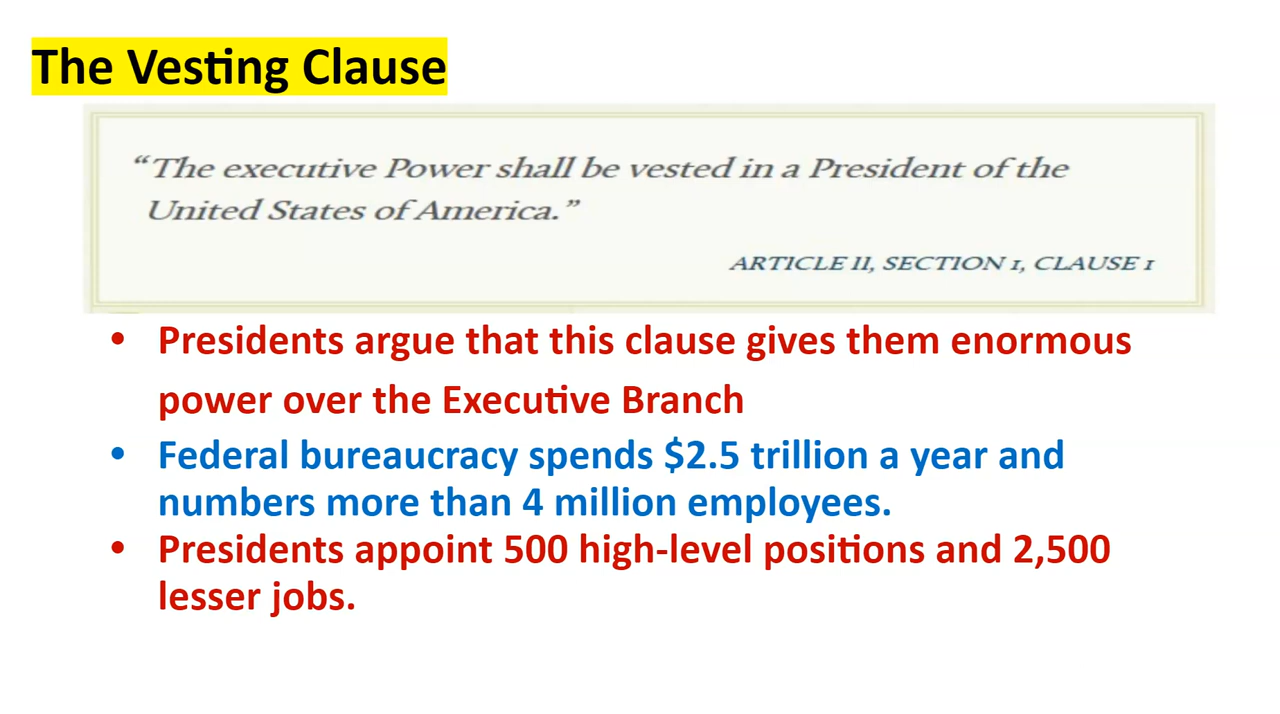 The Vesting Clause
“The executive Power shall be vested in a President of the
United States of America.”
ARTICLE II, SECTION 1, CLAUSE 1
• Presidents argue that this clause gives them enormous
power over the Executive Branch
• Federal bureaucracy spends $2.5 trillion a year and
numbers more than 4 million employees.
• Presidents appoint 500 high-level positions and 2,500
lesser jobs.